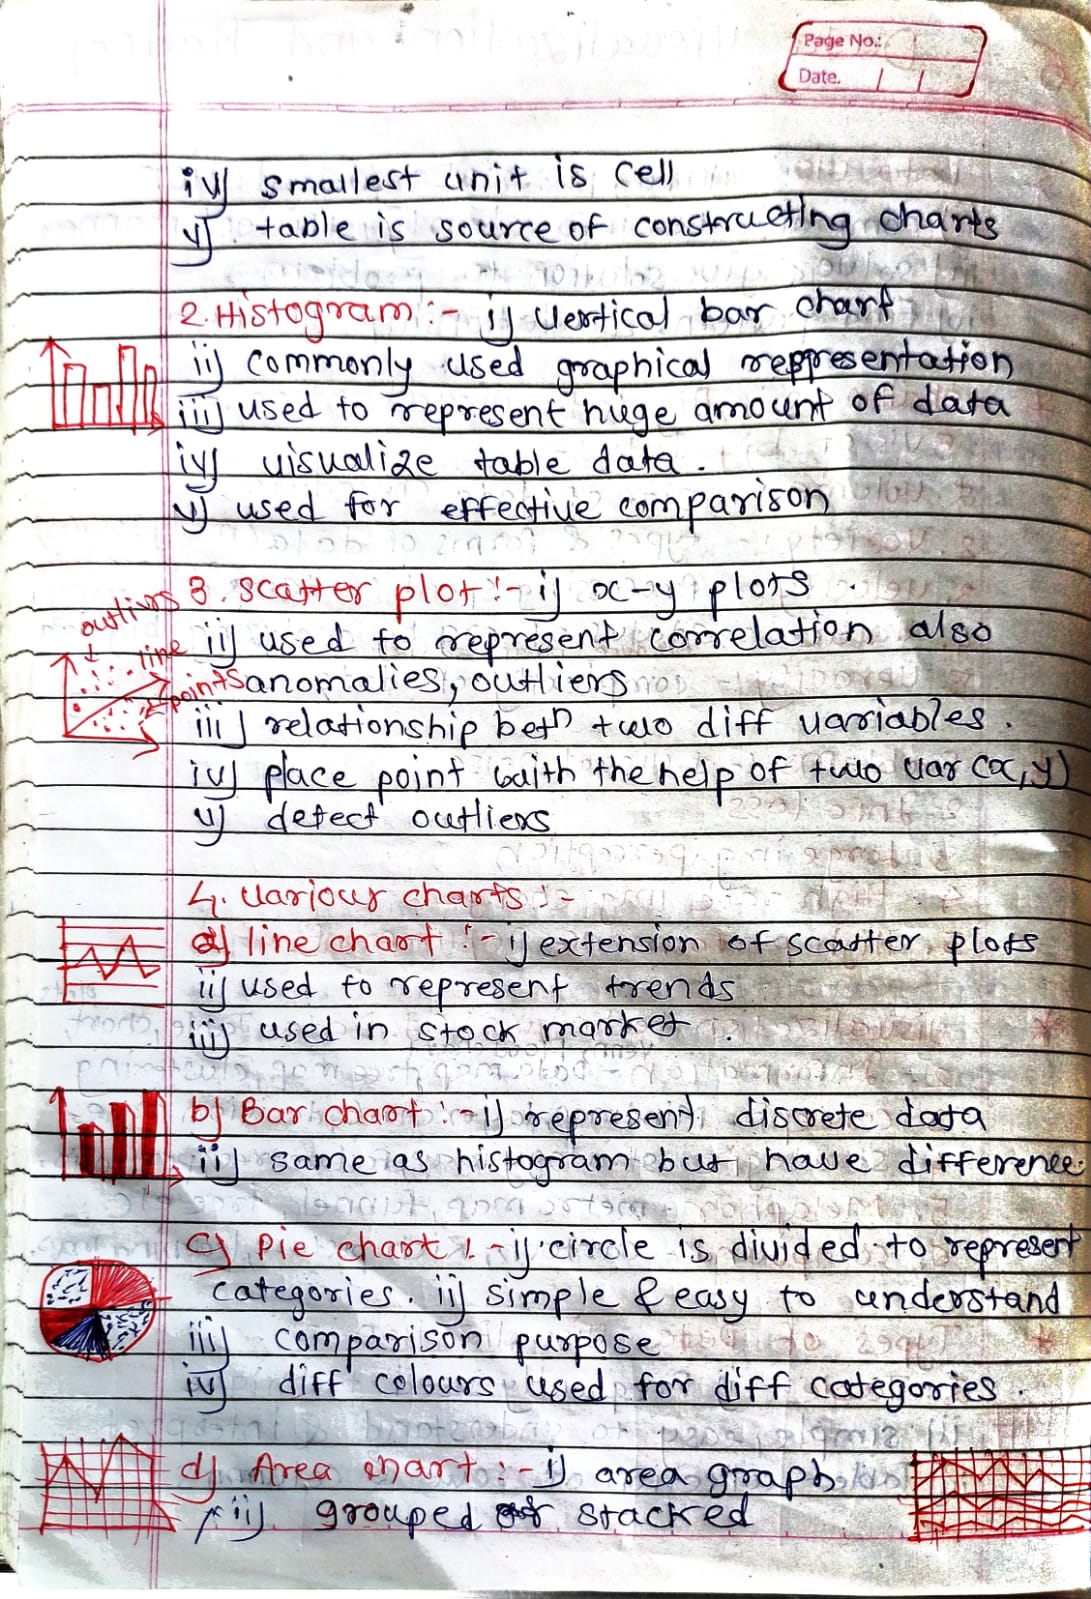 Page No.:
Date.
iv) smallest unit is cell
v) table is source of constructing charts
2. Histogram :- i) Vertical bar chart
ii) commonly used graphical reppresentation
iii) used to represent huge amount of data
iv) visualize table data.
v) used for effective comparison
3. Scatter plot :- i) x-y plots
outliers
ii) used to represent correlation also
line
points
anomalies, outliers
iii) relationship betn two diff variables.
iv) place point with the help of two var (x,y)
v) detect outliers
4. Various charts :-
a) line chart :- i) extension of scatter plots
ii) used to represent trends
iii) used in stock market.
b) Bar chart :- i) represent discrete data
ii) same as histogram but have difference.
c) Pie chart :- i) circle is divided to represent
categories. ii) simple & easy to understand
iii) comparison purpose
iv) diff colours used for diff categories.
d) Area chart :- i) area graph
ii) grouped or stacked